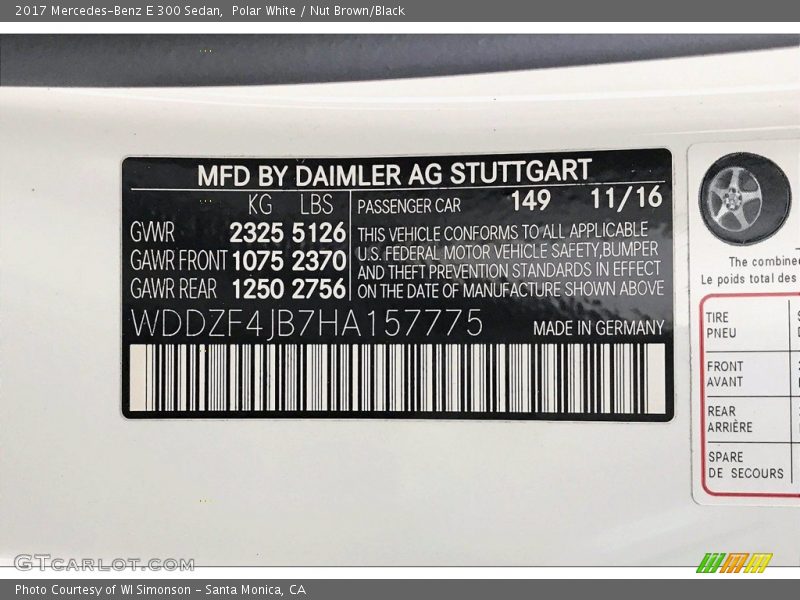 2017 Mercedes-Benz E 300 Sedan,  Polar White / Nut Brown/Black
MFD BY DAIMLER AG STUTTGART
KG LBS
GVWR 2325 5126
GAWR FRONT 1075 2370
GAWR REAR 1250 2756
PASSENGER CAR 149 11/16
THIS VEHICLE CONFORMS TO ALL APPLICABLE
U.S. FEDERAL MOTOR VEHICLE SAFETY,BUMPER
AND THEFT PREVENTION STANDARDS IN EFFECT
ON THE DATE OF MANUFACTURE SHOWN ABOVE
WDDZF4JB7HA157775
MADE IN GERMANY
The combine
Le poids total des
TIRE
PNEU
FRONT
AVANT
REAR
ARRIÈRE
SPARE
DE SECOURS
GTCARLOT.COM
Photo Courtesy of WI Simonson - Santa Monica, CA